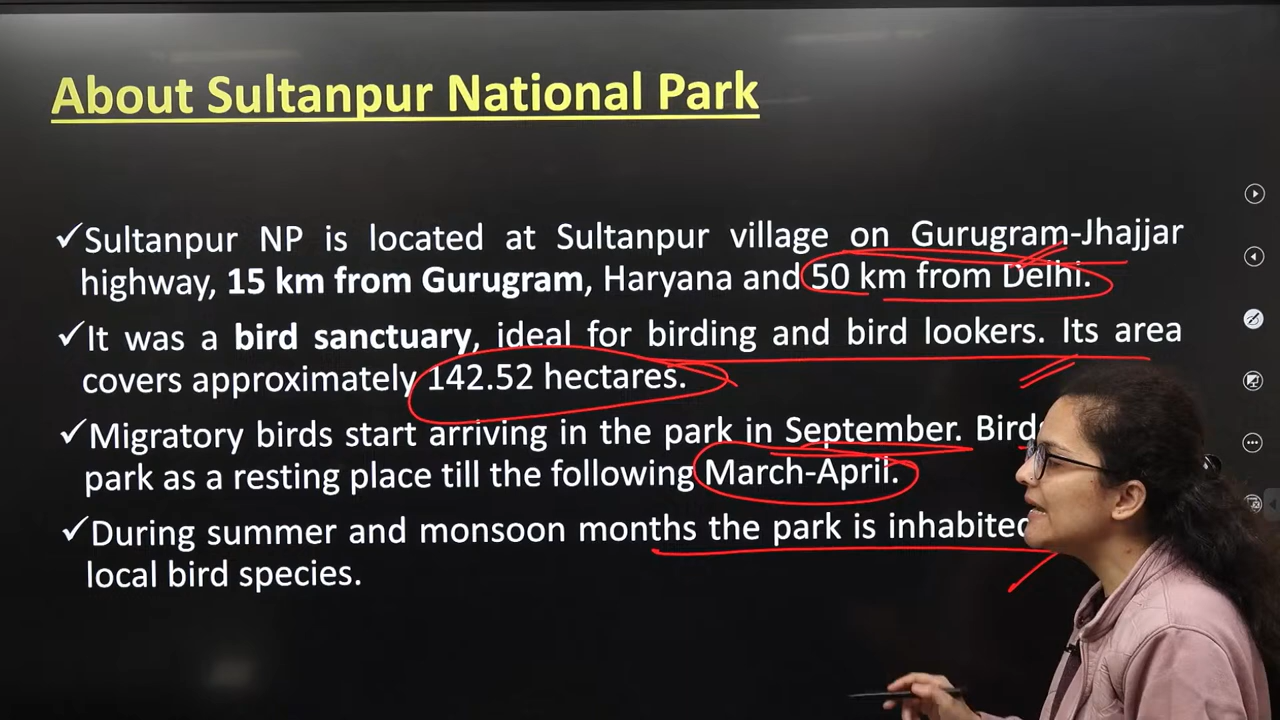 About Sultanpur National Park
✓Sultanpur NP is located at Sultanpur village on Gurugram-Jhajjar
highway, 15 km from Gurugram, Haryana and 50 km from Delhi.
✓It was a bird sanctuary, ideal for birding and bird lookers. Its area
covers approximately 142.52 hectares.
✓Migratory birds start arriving in the park in September. Birds
park as a resting place till the following March-April.
✓During summer and monsoon months the park is inhabited
local bird species.